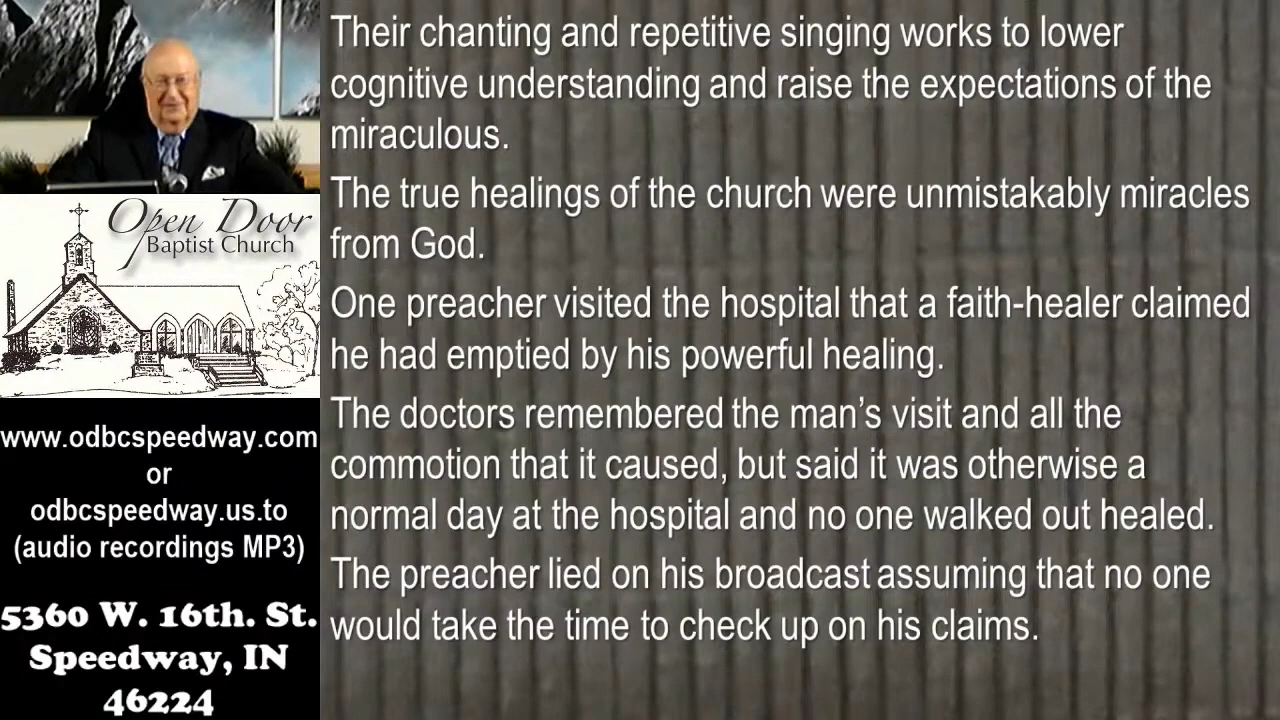 Open Door
Baptist Church
www.odbcspeedway.com
or
odbcspeedway.us.to
(audio recordings MP3)
5360 W. 16th. St.
Speedway, IN
46224
Their chanting and repetitive singing works to lower
cognitive understanding and raise the expectations of the
miraculous.
The true healings of the church were unmistakably miracles
from God.
One preacher visited the hospital that a faith-healer claimed
he had emptied by his powerful healing.
The doctors remembered the man’s visit and all the
commotion that it caused, but said it was otherwise a
normal day at the hospital and no one walked out healed.
The preacher lied on his broadcast assuming that no one
would take the time to check up on his claims.